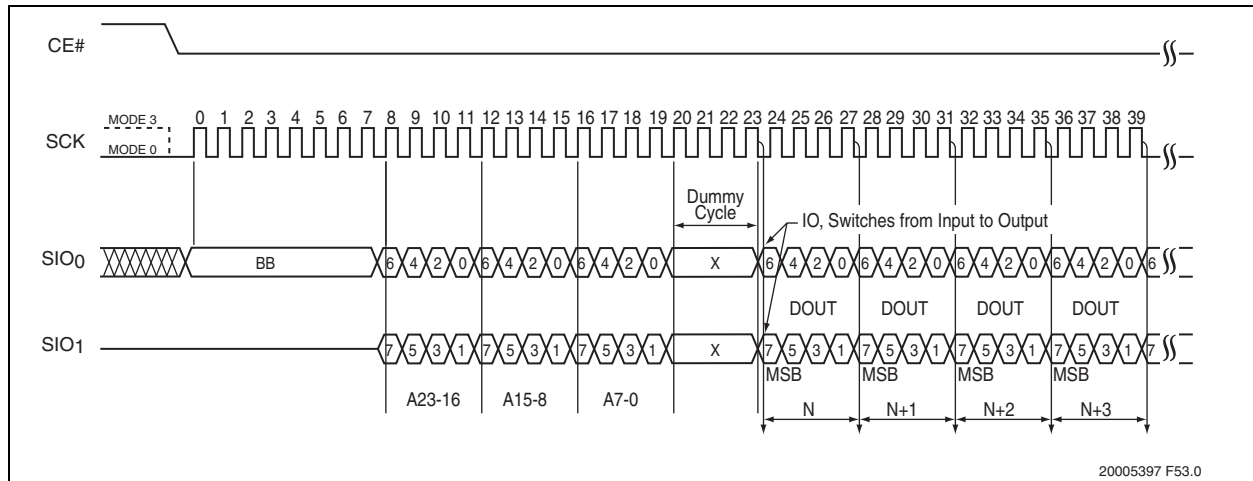 CE#
MODE 3
0 1 2 3 4 5 6 7 8 9 10 11 12 13 14 15 16 17 18 19 20 21 22 23 24 25 26 27 28 29 30 31 32 33 34 35 36 37 38 39
SCK
MODE 0
Dummy
Cycle
IO, Switches from Input to Output
SIO0 BB 6 4 2 0 6 4 2 0 6 4 2 0 X 6 4 2 0 6 4 2 0 6 4 2 0 6 4 2 0 6
DOUT DOUT DOUT DOUT
SIO1 7 5 3 1 7 5 3 1 7 5 3 1 X 7 5 3 1 7 5 3 1 7 5 3 1 7 5 3 1 7
MSB MSB MSB MSB
A23-16 A15-8 A7-0
N N+1 N+2 N+3
20005397 F53.0